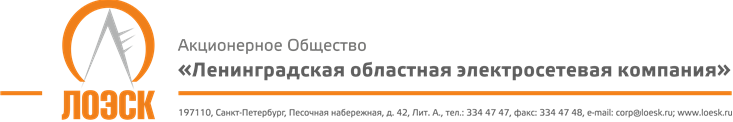 Акционерное Общество
«Ленинградская областная электросетевая компания»
ЛОЭСК
197110, Санкт-Петербург, Песочная набережная, д. 42, Лит. А., тел.: 334 47 47, факс: 334 47 48, e-mail: corp@loesk.ru; www.loesk.ru